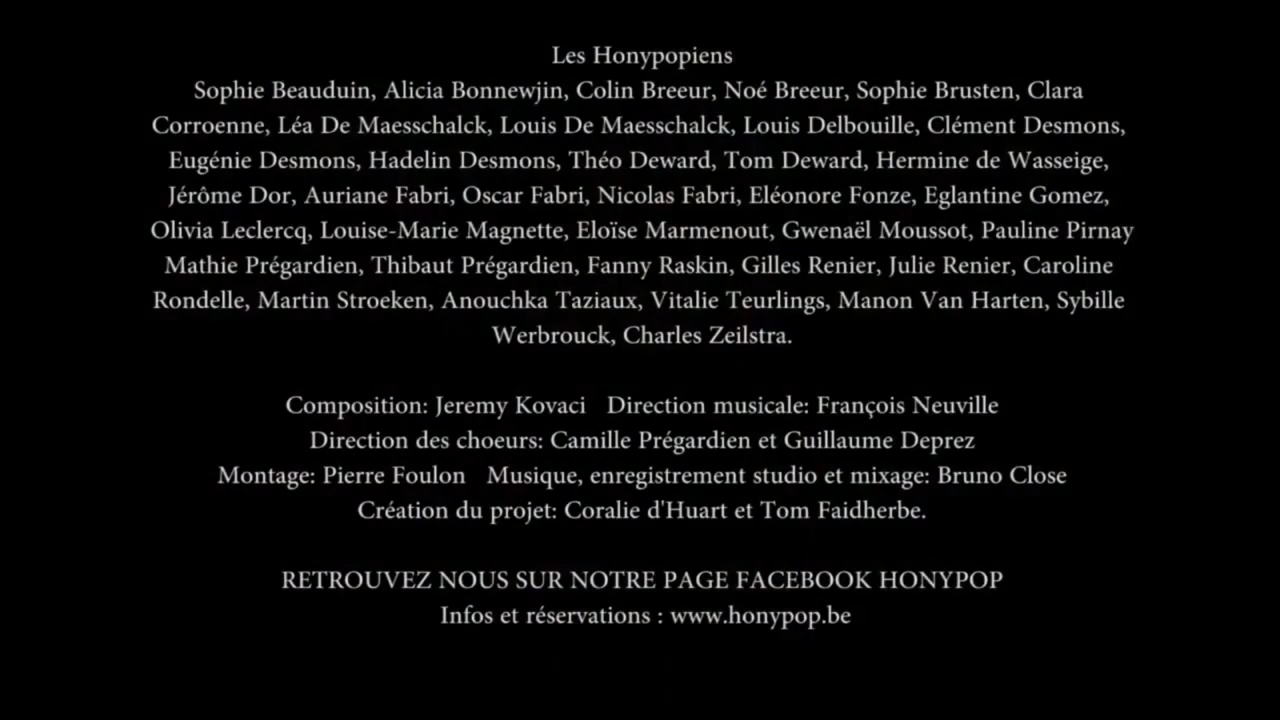 Les Honypopiens
Sophie Beauduin, Alicia Bonnewjin, Colin Breeur, Noé Breeur, Sophie Brusten, Clara
Corroenne, Léa De Maesschalck, Louis De Maesschalck, Louis Delbouille, Clément Desmons,
Eugénie Desmons, Hadelin Desmons, Théo Deward, Tom Deward, Hermine de Wasseige,
Jérôme Dor, Auriane Fabri, Oscar Fabri, Nicolas Fabri, Eléonore Fonze, Eglantine Gomez,
Olivia Leclercq, Louise-Marie Magnette, Eloïse Marmenout, Gwenaël Moussot, Pauline Pirnay
Mathie Prégardien, Thibaut Prégardien, Fanny Raskin, Gilles Renier, Julie Renier, Caroline
Rondelle, Martin Stroeken, Anouchka Taziaux, Vitalie Teurlings, Manon Van Harten, Sybille
Werbrouck, Charles Zeilstra.
Composition: Jeremy Kovaci   Direction musicale: François Neuville
Direction des choeurs: Camille Prégardien et Guillaume Deprez
Montage: Pierre Foulon   Musique, enregistrement studio et mixage: Bruno Close
Création du projet: Coralie d'Huart et Tom Faidherbe.
RETROUVEZ NOUS SUR NOTRE PAGE FACEBOOK HONYPOP
Infos et réservations : www.honypop.be